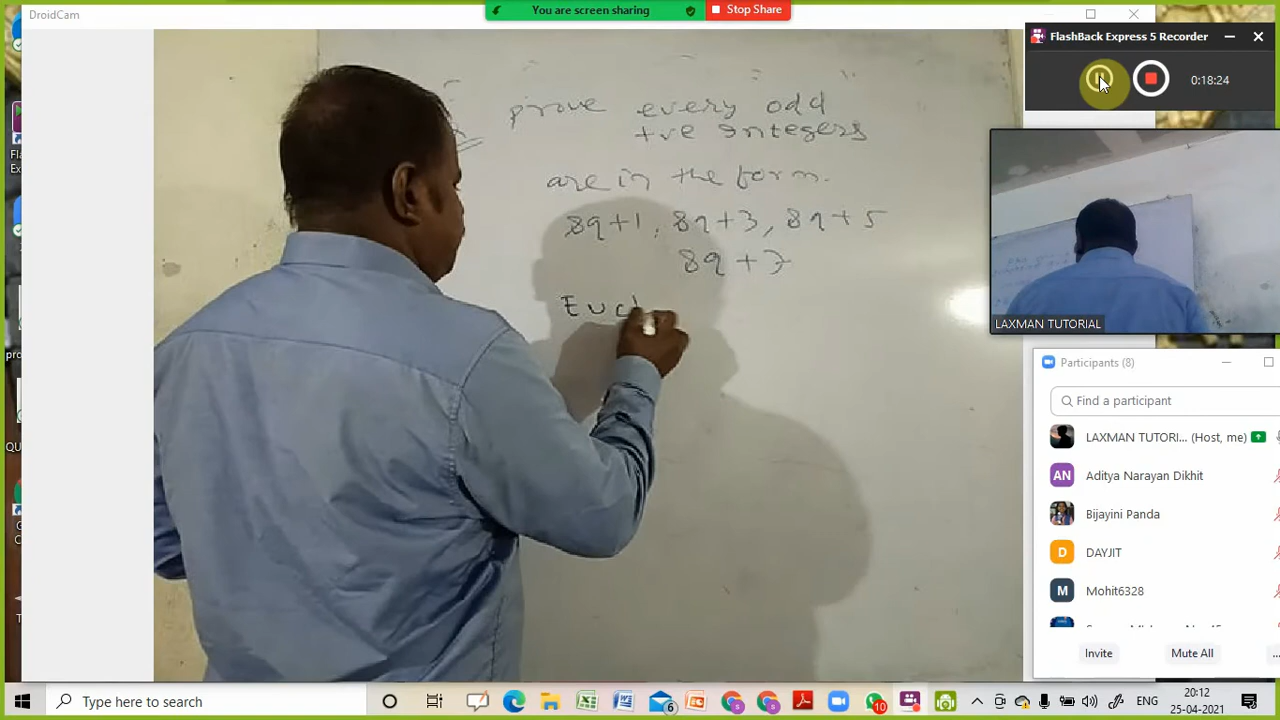 DroidCam
You are screen sharing
Stop Share
FlashBack Express 5 Recorder
0:18:24
prove every odd
+ve Integers
are in the form.
8q+1, 8q+3, 8q+5
8q+7
Eucl
LAXMAN TUTORIAL
Participants (8)
Find a participant
LAXMAN TUTORI... (Host, me)
AN Aditya Narayan Dikhit
Bijayini Panda
D DAYJIT
M Mohit6328
Invite
Mute All
...
Type here to search
6
10
ENG
20:12
25-04-2021